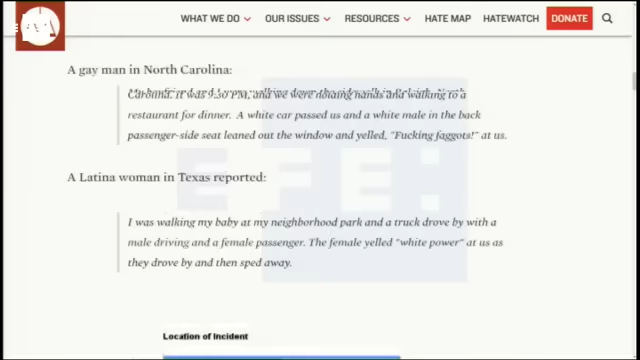 WHAT WE DO OUR ISSUES RESOURCES HATE MAP HATEWATCH DONATE
A gay man in North Carolina:
Carolina. It was 9:30 PM, and we were holding hands and walking to a
restaurant for dinner. A white car passed us and a white male in the back
passenger-side seat leaned out the window and yelled, "Fucking faggots!" at us.
A Latina woman in Texas reported:
EFE:
I was walking my baby at my neighborhood park and a truck drove by with a
male driving and a female passenger. The female yelled "white power" at us as
they drove by and then sped away.
Location of Incident